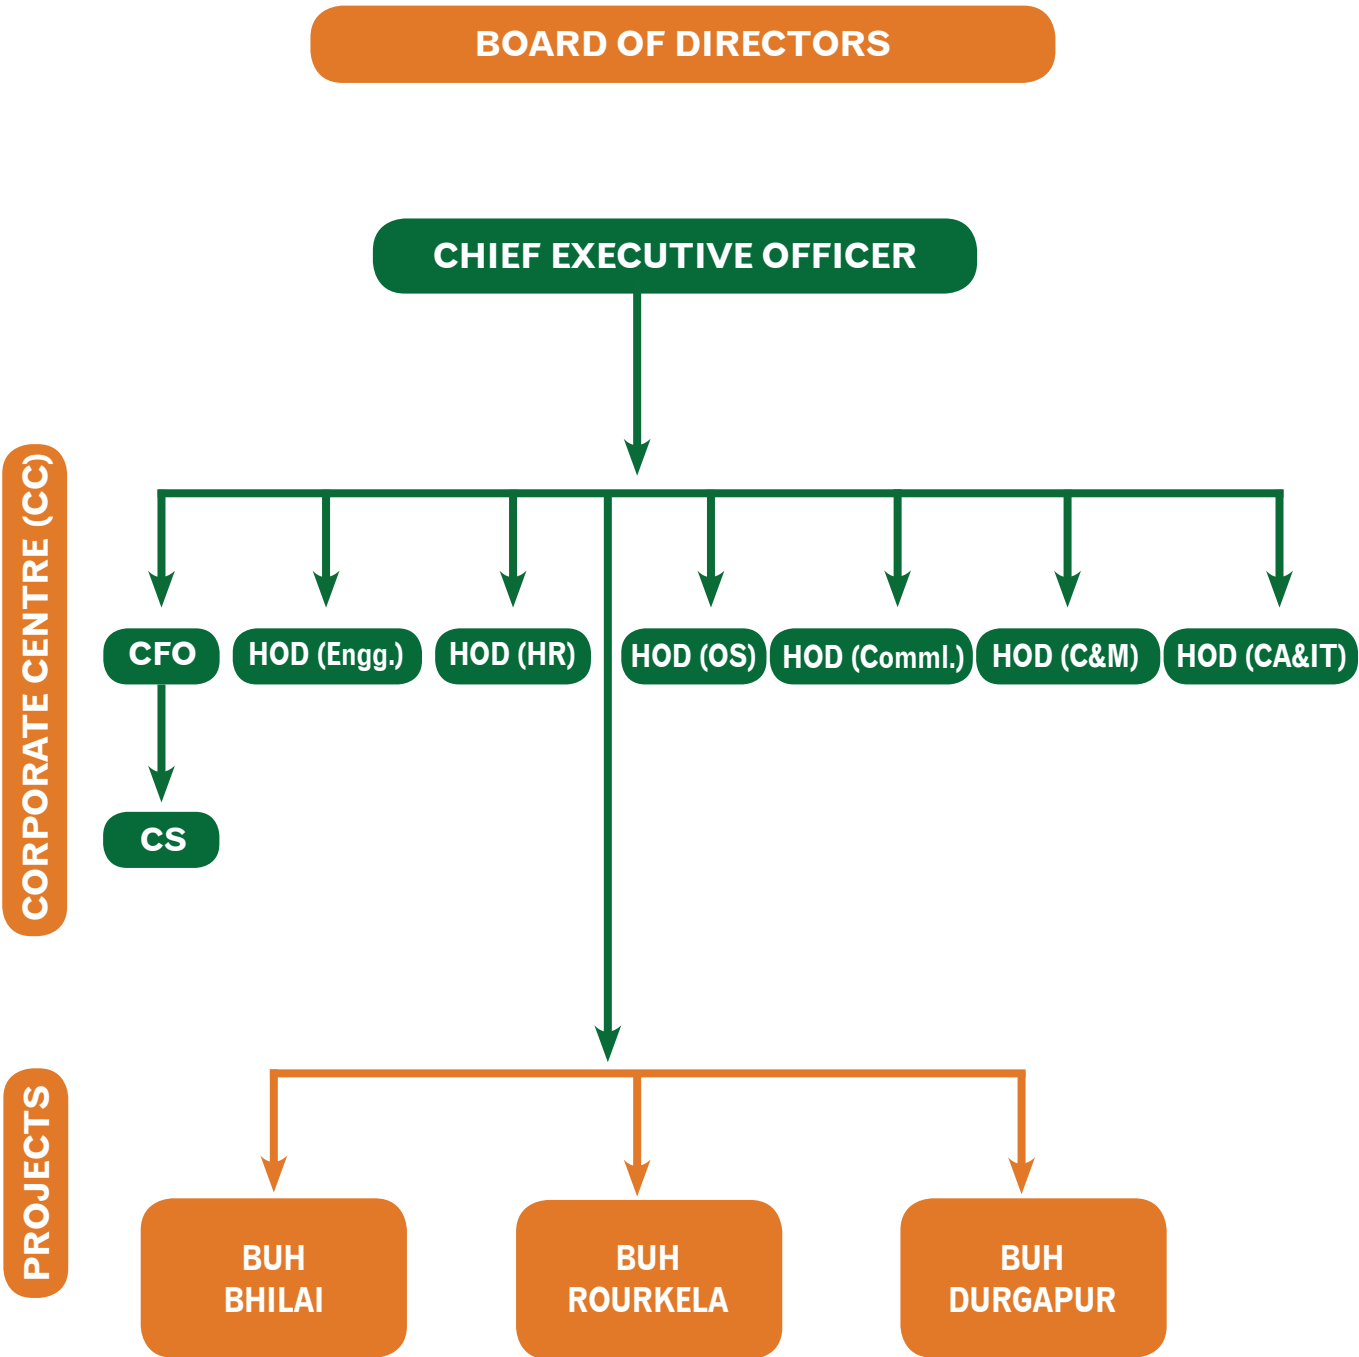 BOARD OF DIRECTORS
CHIEF EXECUTIVE OFFICER
CORPORATE CENTRE (CC)
CFO
HOD (Engg.)
HOD (HR)
HOD (OS)
HOD (Comml.)
HOD (C&M)
HOD (CA&IT)
CS
PROJECTS
BUH
BHILAI
BUH
ROURKELA
BUH
DURGAPUR